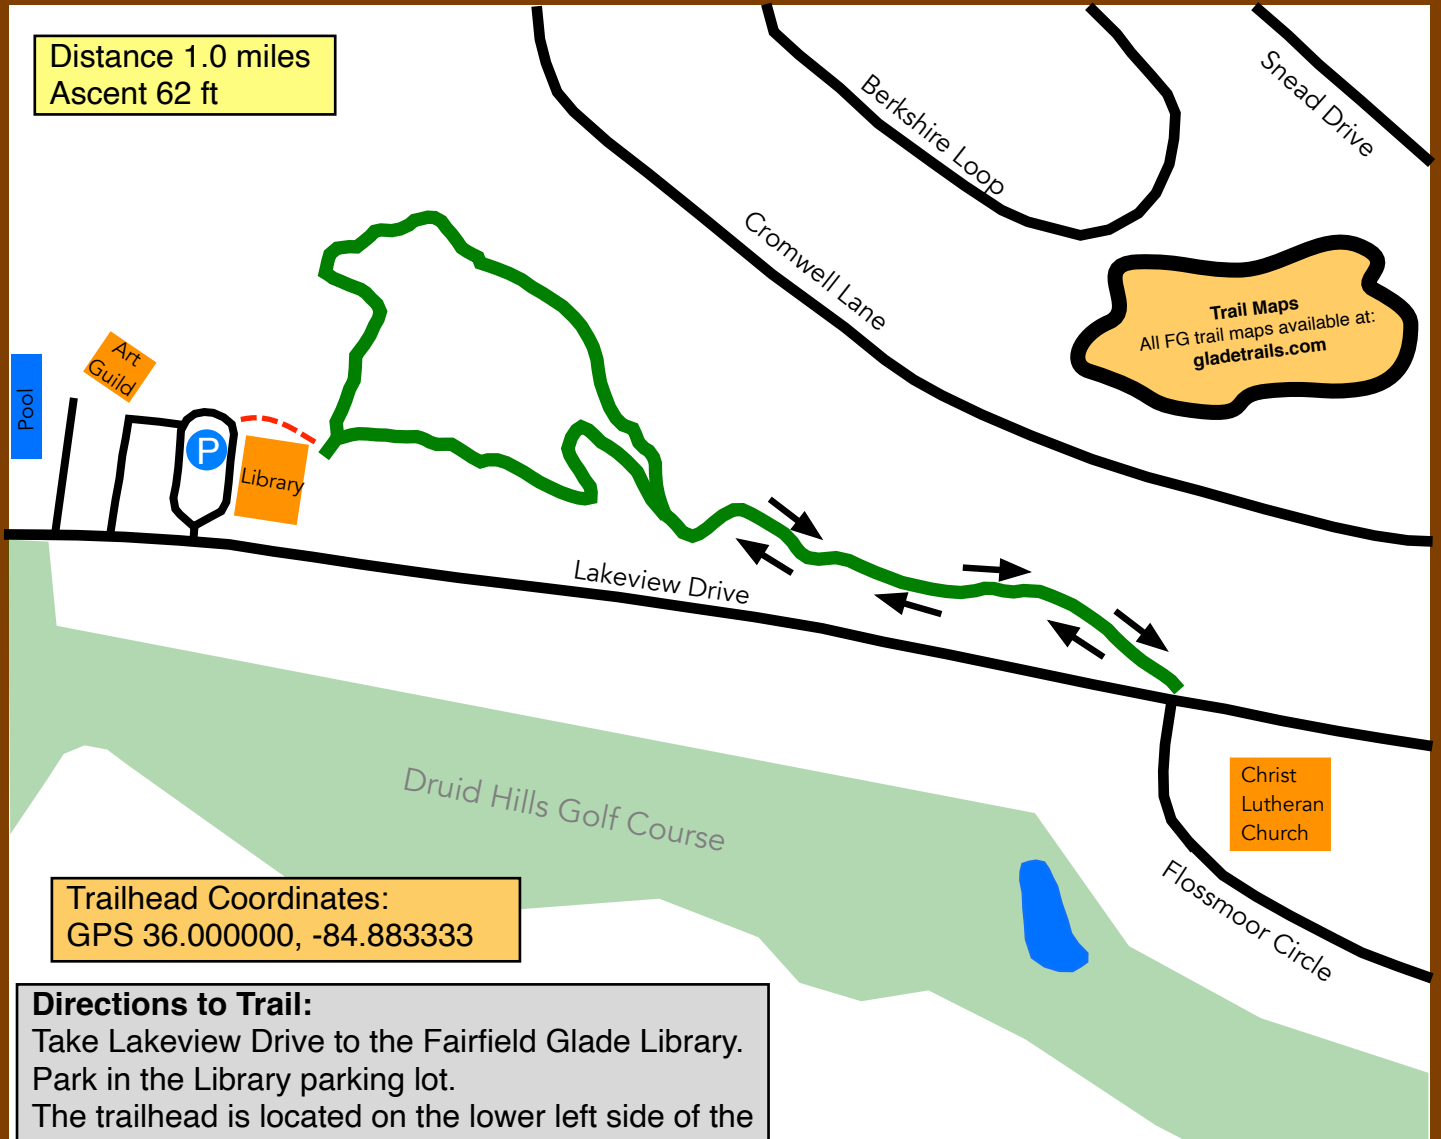 Distance 1.0 miles
Ascent 62 ft
Snead Drive
Berkshire Loop
Cromwell Lane
Trail Maps
All FG trail maps available at:
gladetrails.com
Art
Guild
Pool
P
Library
Lakeview Drive
Druid Hills Golf Course
Christ
Lutheran
Church
Flossmoor Circle
Trailhead Coordinates:
GPS 36.000000, -84.883333
Directions to Trail:
Take Lakeview Drive to the Fairfield Glade Library.
Park in the Library parking lot.
The trailhead is located on the lower left side of the